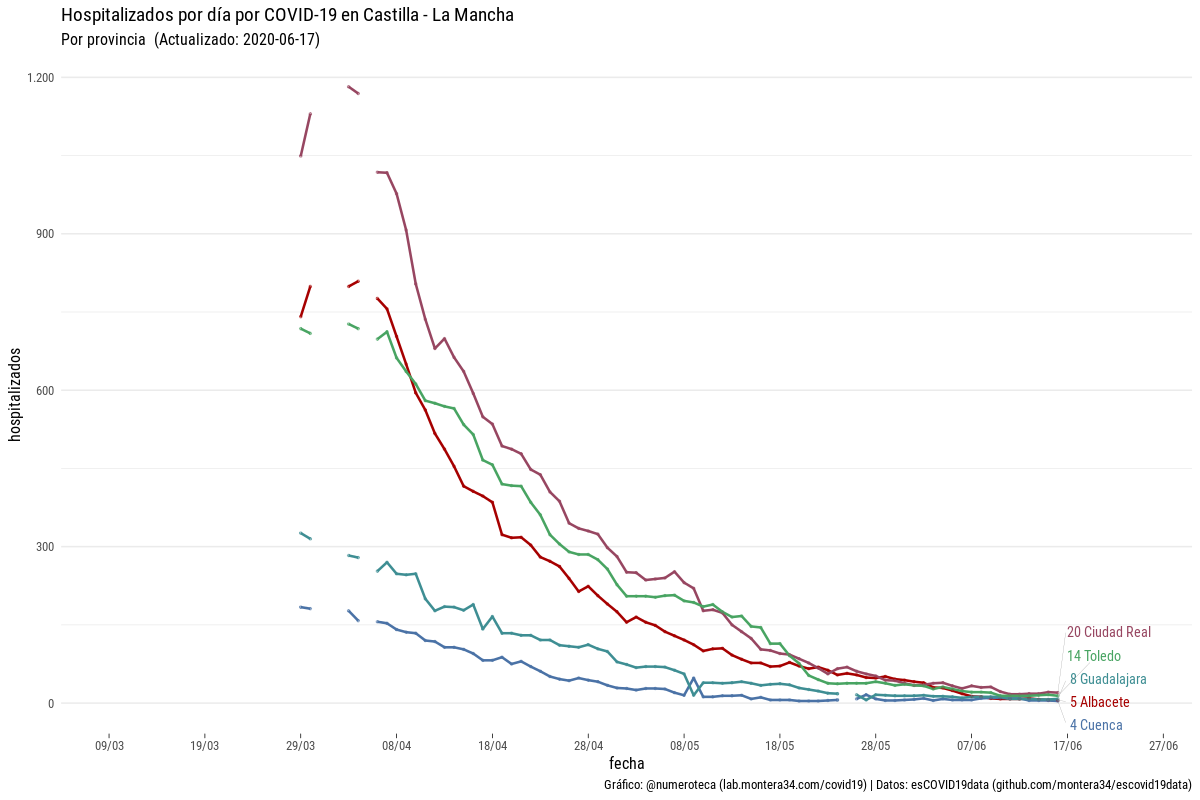 Hospitalizados por día por COVID-19 en Castilla - La Mancha
Por provincia (Actualizado: 2020-06-17)
1.200
900
600
300
0
hospitalizados
20 Ciudad Real
14 Toledo
8 Guadalajara
5 Albacete
4 Cuenca
09/03 19/03 29/03 08/04 18/04 28/04 08/05 18/05 28/05 07/06 17/06 27/06
fecha
Gráfico: @numeroteca (lab.montera34.com/covid19) | Datos: esCOVID19data (github.com/montera34/escovid19data)